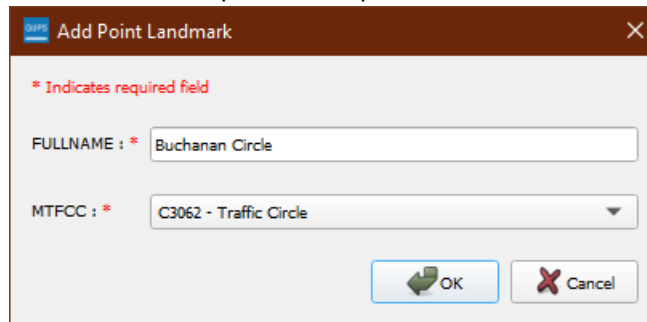 GUPS Add Point Landmark
* Indicates required field
FULLNAME : * Buchanan Circle
MTFCC : * C3062 - Traffic Circle
OK Cancel